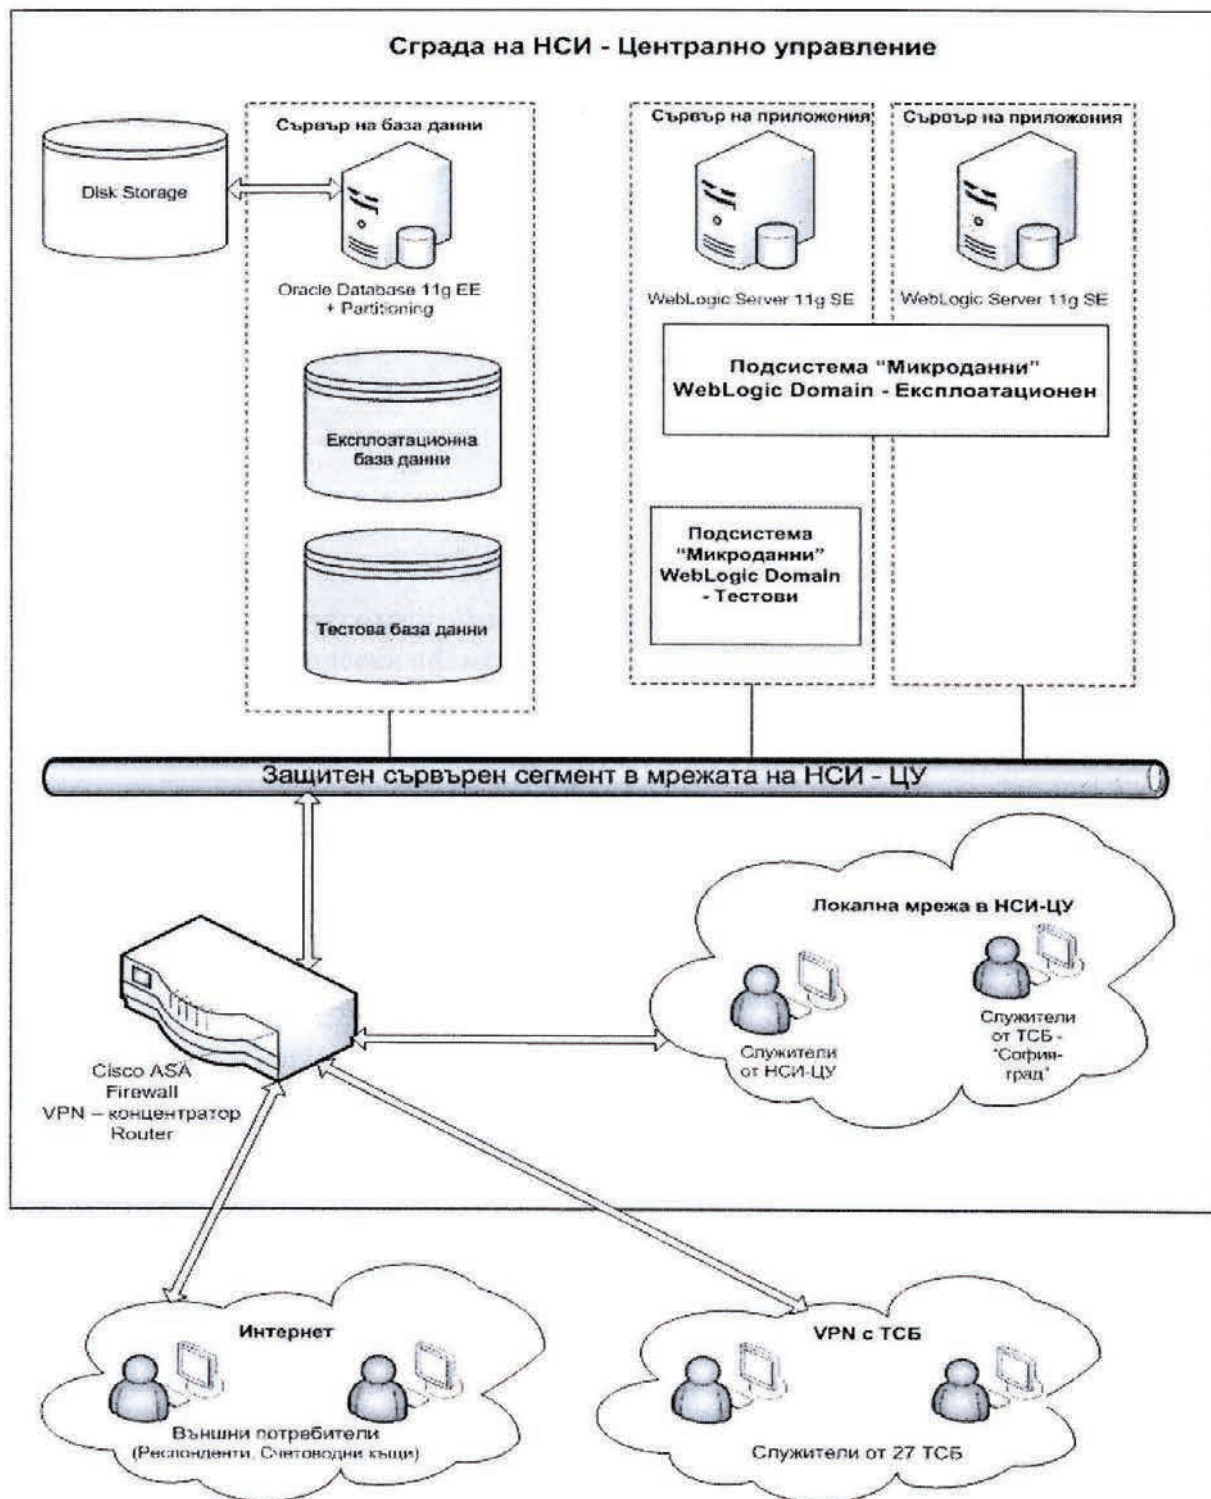 Сграда на НСИ - Централно управление
Сървър на база данни
Disk Storage
Oracle Database 11g EE
+ Partitioning
Експлоатационна
база данни
Тестова база данни
Сървър на приложения
WebLogic Server 11g SE
Сървър на приложения
WebLogic Server 11g SE
Подсистема "Микроданни"
WebLogic Domain - Експлоатационен
Подсистема
"Микроданни"
WebLogic Domain
- Тестови
Защитен сървърен сегмент в мрежата на НСИ - ЦУ
Локална мрежа в НСИ-ЦУ
Служители
от НСИ-ЦУ
Служители
от ТСБ -
"София-
град"
Cisco ASA
Firewall
VPN – концентратор
Router
Интернет
Външни потребители
(Респонденти, Счетоводни къщи)
VPN с ТСБ
Служители от 27 ТСБ